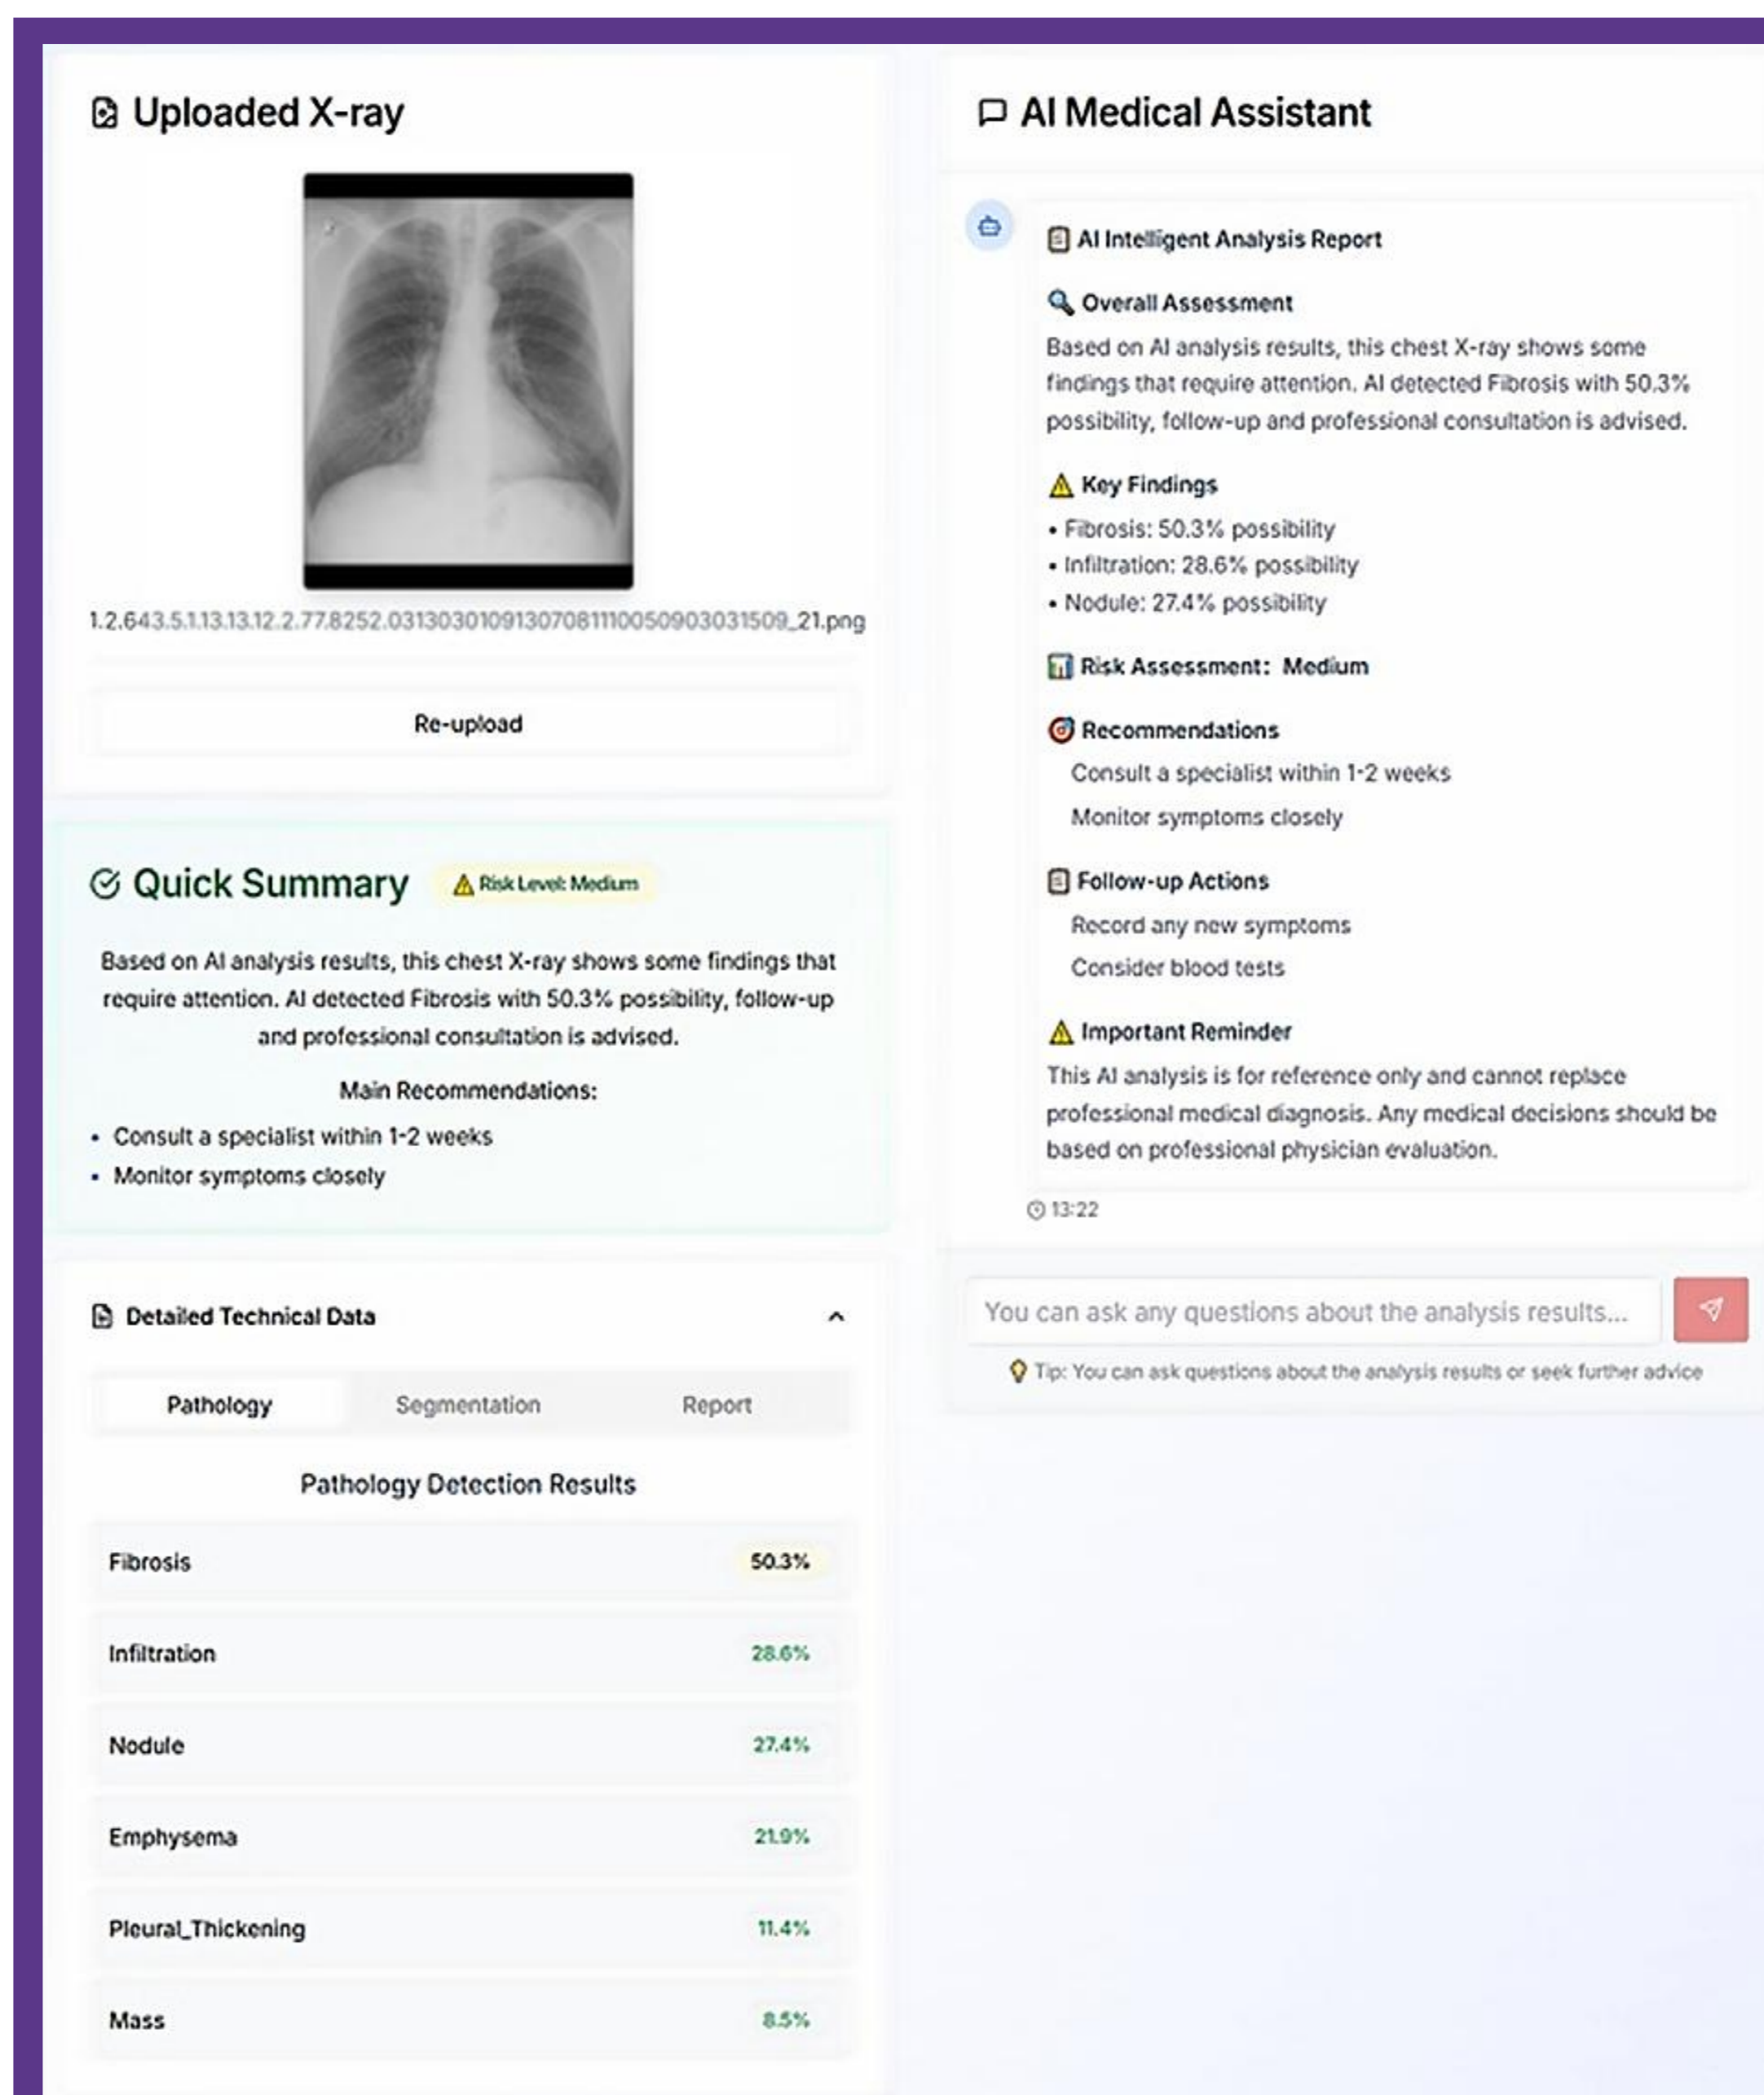 Uploaded X-ray
1.2.643.5.1.13.13.12.2.77.8252.03130301091307081110050903031509_21.png
Re-upload
Quick Summary
Risk Level: Medium
Based on AI analysis results, this chest X-ray shows some findings that
require attention. AI detected Fibrosis with 50.3% possibility, follow-up
and professional consultation is advised.
Main Recommendations:
• Consult a specialist within 1-2 weeks
• Monitor symptoms closely
Detailed Technical Data
Pathology Segmentation Report
Pathology Detection Results
Fibrosis 50.3%
Infiltration 28.6%
Nodule 27.4%
Emphysema 21.9%
Pleural_Thickening 11.4%
Mass 8.5%
AI Medical Assistant
AI Intelligent Analysis Report
Overall Assessment
Based on AI analysis results, this chest X-ray shows some
findings that require attention. AI detected Fibrosis with 50.3%
possibility, follow-up and professional consultation is advised.
Key Findings
• Fibrosis: 50.3% possibility
• Infiltration: 28.6% possibility
• Nodule: 27.4% possibility
Risk Assessment: Medium
Recommendations
Consult a specialist within 1-2 weeks
Monitor symptoms closely
Follow-up Actions
Record any new symptoms
Consider blood tests
Important Reminder
This AI analysis is for reference only and cannot replace
professional medical diagnosis. Any medical decisions should be
based on professional physician evaluation.
13:22
You can ask any questions about the analysis results...
Tip: You can ask questions about the analysis results or seek further advice